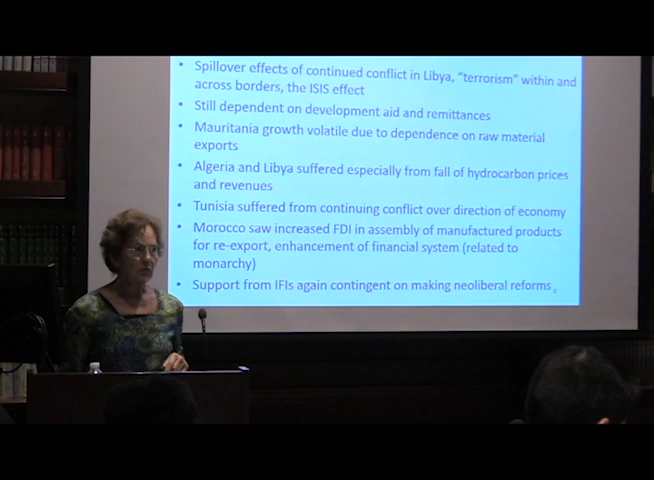 • Spillover effects of continued conflict in Libya, “terrorism” within and
across borders, the ISIS effect
• Still dependent on development aid and remittances
• Mauritania growth volatile due to dependence on raw material
exports
• Algeria and Libya suffered especially from fall of hydrocarbon prices
and revenues
• Tunisia suffered from continuing conflict over direction of economy
• Morocco saw increased FDI in assembly of manufactured products
for re-export, enhancement of financial system (related to
monarchy)
• Support from IFIs again contingent on making neoliberal reforms